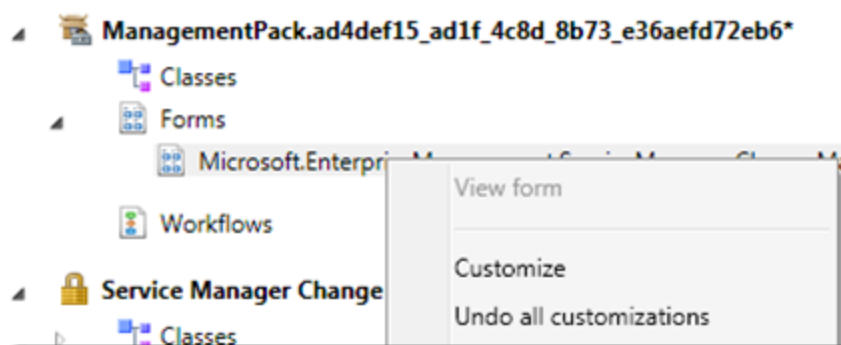 ManagementPack.ad4def15_ad1f_4c8d_8b73_e36aefd72eb6*
Classes
Forms
Microsoft.Enterpri
View form
Workflows
Customize
Service Manager Change
Undo all customizations
Classes